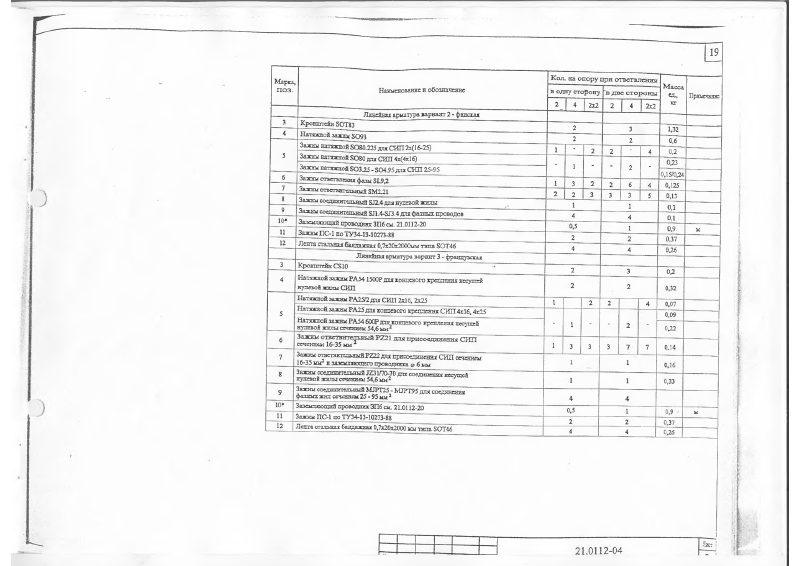 19
Марка, поз. Наименование и обозначение Кол. на опору при ответвлении Масса ед., кг Примечание
в одну сторону в две стороны
2 4 2x2 2 4 2x2
Линейная арматура вариант 2 - финская
3 Кронштейн SOT83 2 3 1,32
4 Натяжной зажим SO93 2 2 0,6
5 Зажим натяжной SO80.225 для СИП 2x(16-25) 1 - 2 2 - 4 0,2
Зажим натяжной SO80 для СИП 4x(4x16) - 1 - - 2 - 0,23
Зажим натяжной SO3.25 - SO4.95 для СИП 25-95 0,15/0,24
6 Зажим ответвления фазы SL9,2 1 3 2 2 6 4 0,125
7 Зажим ответвительный SM2.21 2 2 3 3 3 5 0,13
8 Зажим соединительный SJ2.4 для нулевой жилы 1 1 0,1
9 Зажим соединительный SJ1.4-SJ3.4 для фазных проводов 4 4 0,1
10* Заземляющий проводник ЗП6 см. 21.0112-20 0,5 1 0,9 м
11 Зажим ПС-1 по ТУ34-13-10273-88 2 2 0,37
12 Лента стальная бандажная 0,7x20x2000мм типа SOT46 4 4 0,26
Линейная арматура вариант 3 - французская
3 Кронштейн CS10 2 3 0,2
4 Натяжной зажим PA54 1500P для концевого крепления несущей
нулевой жилы СИП 2 2 0,32
5 Натяжной зажим PA25/2 для СИП 2x16, 2x25 1 2 2 4 0,07
Натяжной зажим PA25 для концевого крепления СИП 4x16, 4x25 0,09
Натяжной зажим PA54 600P для концевого крепления несущей
нулевой жилы сечением 54,6 мм² - 1 - - 2 - 0,22
6 Зажим ответвительный PZ21 для присоединения СИП
сечением 16-35 мм² 1 3 3 3 7 7 0,14
7 Зажим ответвительный PZ22 для присоединения СИП сечением
16-35 мм² и заземляющего проводника ⌀ 6 мм 1 1 0,16
8 Зажим соединительный JZ31/70-70 для соединения несущей
нулевой жилы сечением 54,6 мм² 1 1 0,33
9 Зажим соединительный MJPT25 - MJPT95 для соединения
фазных жил сечением 25 - 95 мм² 4 4
10* Заземляющий проводник ЗП6 см. 21.0112-20 0,5 1 0,9 м
11 Зажим ПС-1 по ТУ34-13-10273-88 2 2 0,37
12 Лента стальная бандажная 0,7x20x2000 мм типа SOT46 4 4 0,26
21.0112-04